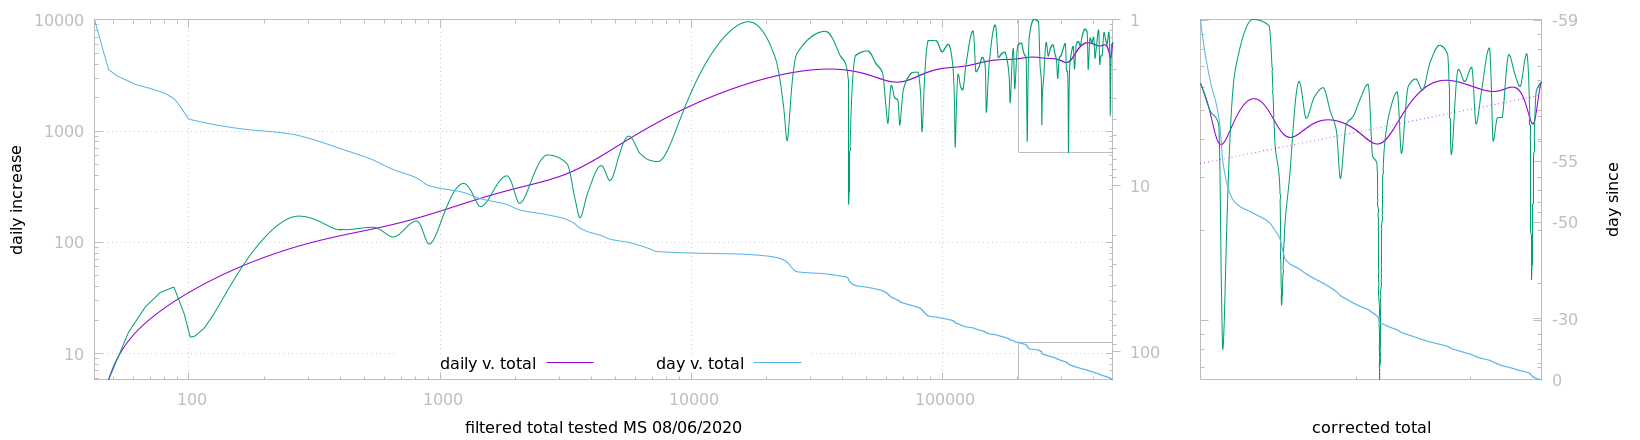 10000
1000
100
10
daily increase
100
1000
10000
100000
1
10
100
daily v. total
day v. total
filtered total tested MS 08/06/2020
-59
-55
-50
-30
0
day since
corrected total